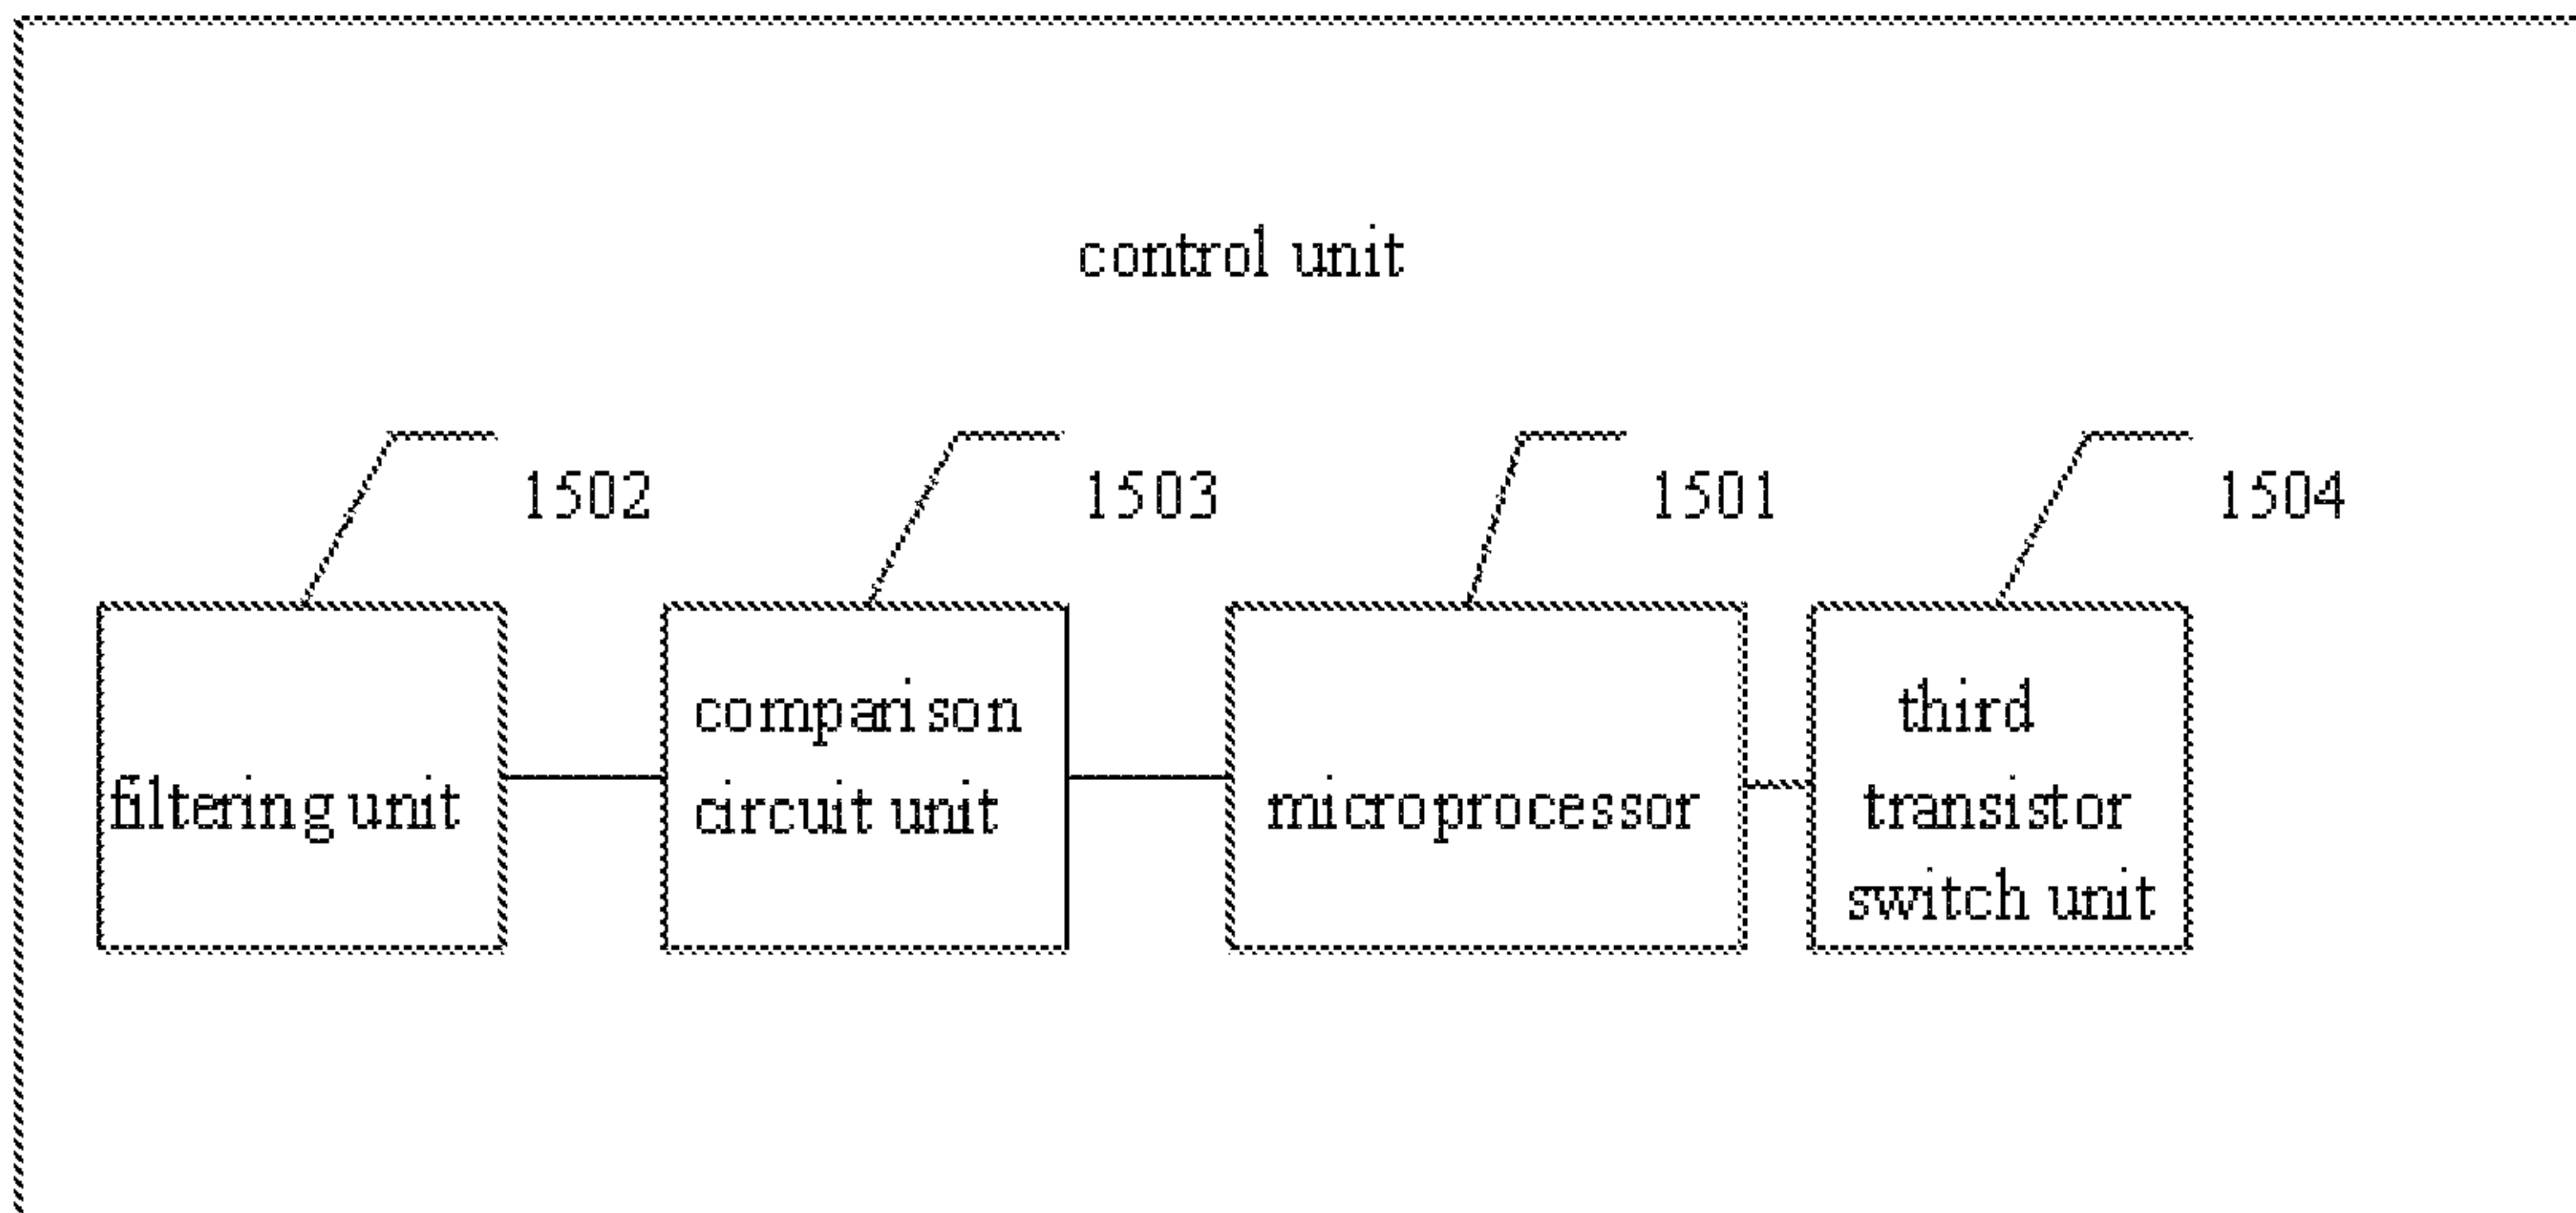 control unit
1502
1503
1501
1504
filtering unit
comparison
circuit unit
microprocessor
third
transistor
switch unit